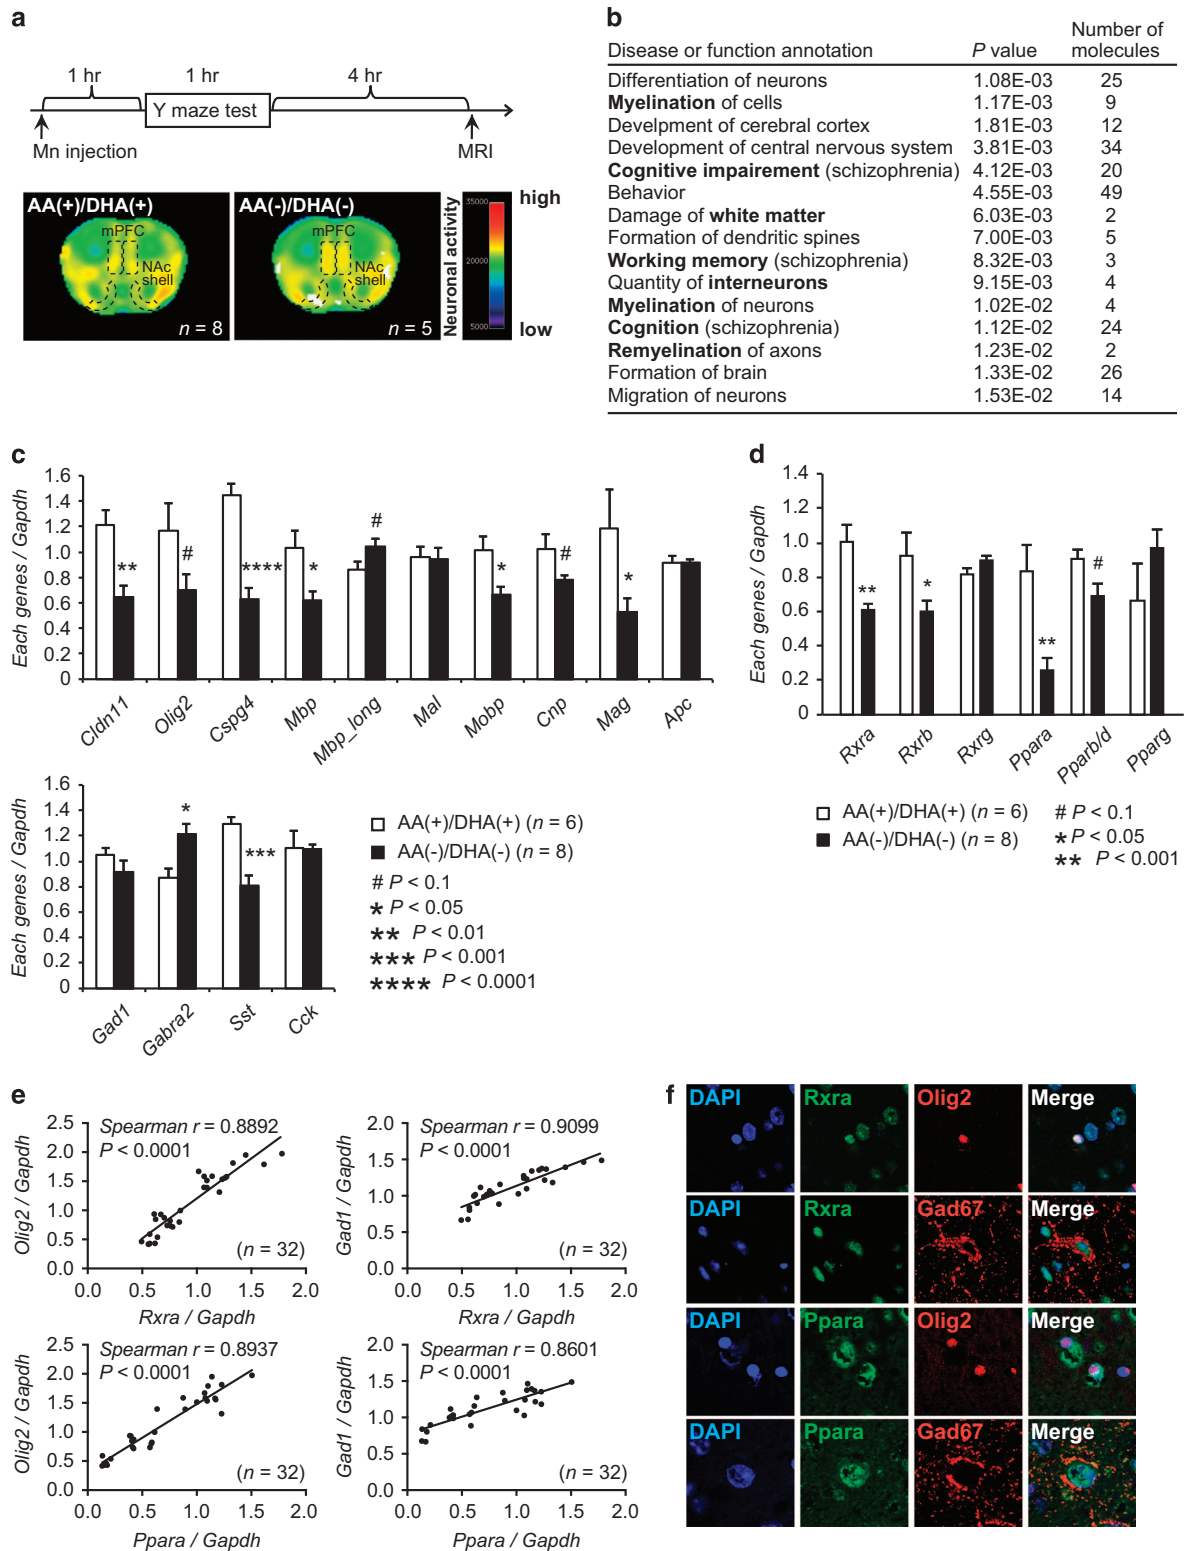 a
1 hr 1 hr 4 hr
Y maze test
Mn injection MRI
AA(+)/DHA(+)
mPFC
NAc
shell
n = 8
AA(-)/DHA(-)
mPFC
NAc
shell
n = 5
Neuronal activity
35000
20000
5000
high
low
b
Disease or function annotation P value Number of molecules
Differentiation of neurons 1.08E-03 25
Myelination of cells 1.17E-03 9
Develpment of cerebral cortex 1.81E-03 12
Development of central nervous system 3.81E-03 34
Cognitive impairement (schizophrenia) 4.12E-03 20
Behavior 4.55E-03 49
Damage of white matter 6.03E-03 2
Formation of dendritic spines 7.00E-03 5
Working memory (schizophrenia) 8.32E-03 3
Quantity of interneurons 9.15E-03 4
Myelination of neurons 1.02E-02 4
Cognition (schizophrenia) 1.12E-02 24
Remyelination of axons 1.23E-02 2
Formation of brain 1.33E-02 26
Migration of neurons 1.53E-02 14
c
Each genes / Gapdh
1.6
1.4
1.2
1.0
0.8
0.6
0.4
0.2
0
** # **** * # * # *
Cldn11 Olig2 Cspg4 Mbp Mbp_long Mal Mobp Cnp Mag Apc
Each genes / Gapdh
1.6
1.4
1.2
1.0
0.8
0.6
0.4
0.2
0
* ***
Gad1 Gabra2 Sst Cck
AA(+)/DHA(+) (n = 6)
AA(-)/DHA(-) (n = 8)
# P < 0.1
* P < 0.05
** P < 0.01
*** P < 0.001
**** P < 0.0001
d
Each genes / Gapdh
1.4
1.2
1.0
0.8
0.6
0.4
0.2
0
** * ** #
Rxra Rxrb Rxrg Ppara Pparb/d Pparg
AA(+)/DHA(+) (n = 6)
AA(-)/DHA(-) (n = 8)
# P < 0.1
* P < 0.05
** P < 0.001
e
Olig2 / Gapdh
2.5
2.0
1.5
1.0
0.5
0.0
Spearman r = 0.8892
P < 0.0001
(n = 32)
0.0 0.5 1.0 1.5 2.0
Rxra / Gapdh
Gad1 / Gapdh
2.0
1.5
1.0
0.5
0.0
Spearman r = 0.9099
P < 0.0001
(n = 32)
0.0 0.5 1.0 1.5 2.0
Rxra / Gapdh
Olig2 / Gapdh
2.5
2.0
1.5
1.0
0.5
0.0
Spearman r = 0.8937
P < 0.0001
(n = 32)
0.0 0.5 1.0 1.5 2.0
Ppara / Gapdh
Gad1 / Gapdh
2.0
1.5
1.0
0.5
0.0
Spearman r = 0.8601
P < 0.0001
(n = 32)
0.0 0.5 1.0 1.5 2.0
Ppara / Gapdh
f
DAPI Rxra Olig2 Merge
DAPI Rxra Gad67 Merge
DAPI Ppara Olig2 Merge
DAPI Ppara Gad67 Merge